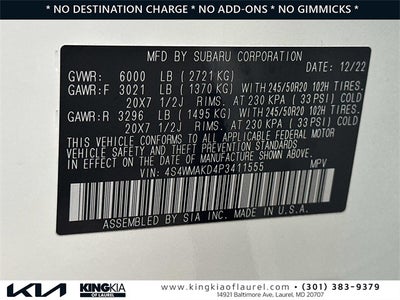 * NO DESTINATION CHARGE * NO ADD-ONS * NO GIMMICKS *
MFD BY SUBARU CORPORATION 12/22
GVWR: 6000 LB (2721 KG)
GAWR:F 3021 LB (1370 KG) WITH 245/50R20 102H TIRES.
20X7 1/2J RIMS. AT 230 KPA (33 PSI) COLD
GAWR:R 3296 LB (1495 KG) WITH 245/50R20 102H TIRES.
20X7 1/2J RIMS. AT 230 KPA (33 PSI) COLD
THIS VEHICLE CONFORMS TO ALL APPLICABLE FEDERAL
MOTOR VEHICLE SAFETY, BUMPER, AND THEFT PREVENTION
STANDARDS IN EFFECT ON THE DATE OF MANUFACTURE
SHOWN ABOVE.
VIN: 4S4WMAKD4P3411555 MPV
ASSEMBLED BY SIA INC. MADE IN U.S.A.
KIA KING KIA OF LAUREL www.kingkiaoflaurel.com (301) 383-9379
14921 Baltimore Ave, Laurel, MD 20707